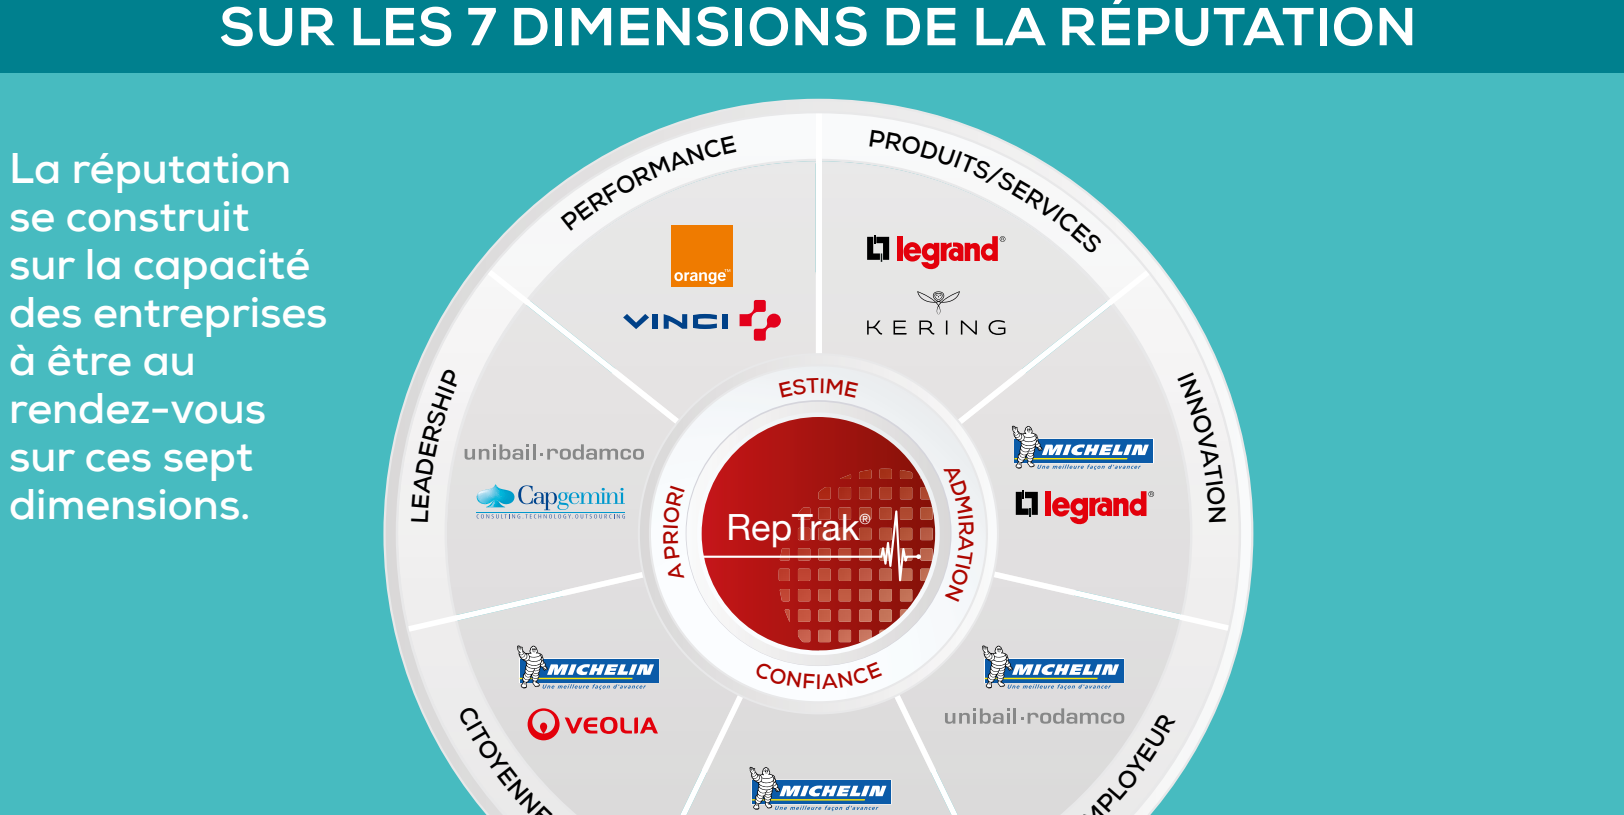 SUR LES 7 DIMENSIONS DE LA RÉPUTATION
La réputation
se construit
sur la capacité
des entreprises
à être au
rendez-vous
sur ces sept
dimensions.
PERFORMANCE
orange™
VINCI
PRODUITS/SERVICES
legrand®
KERING
INNOVATION
MICHELIN
Une meilleure façon d'avancer
legrand®
LEADERSHIP
unibail·rodamco
Capgemini
CONSULTING.TECHNOLOGY.OUTSOURCING
ESTIME
ADMIRATION
CONFIANCE
A PRIORI
RepTrak®
MICHELIN
Une meilleure façon d'avancer
VEOLIA
MICHELIN
Une meilleure façon d'avancer
unibail·rodamco
MICHELIN
Une meilleure façon d'avancer